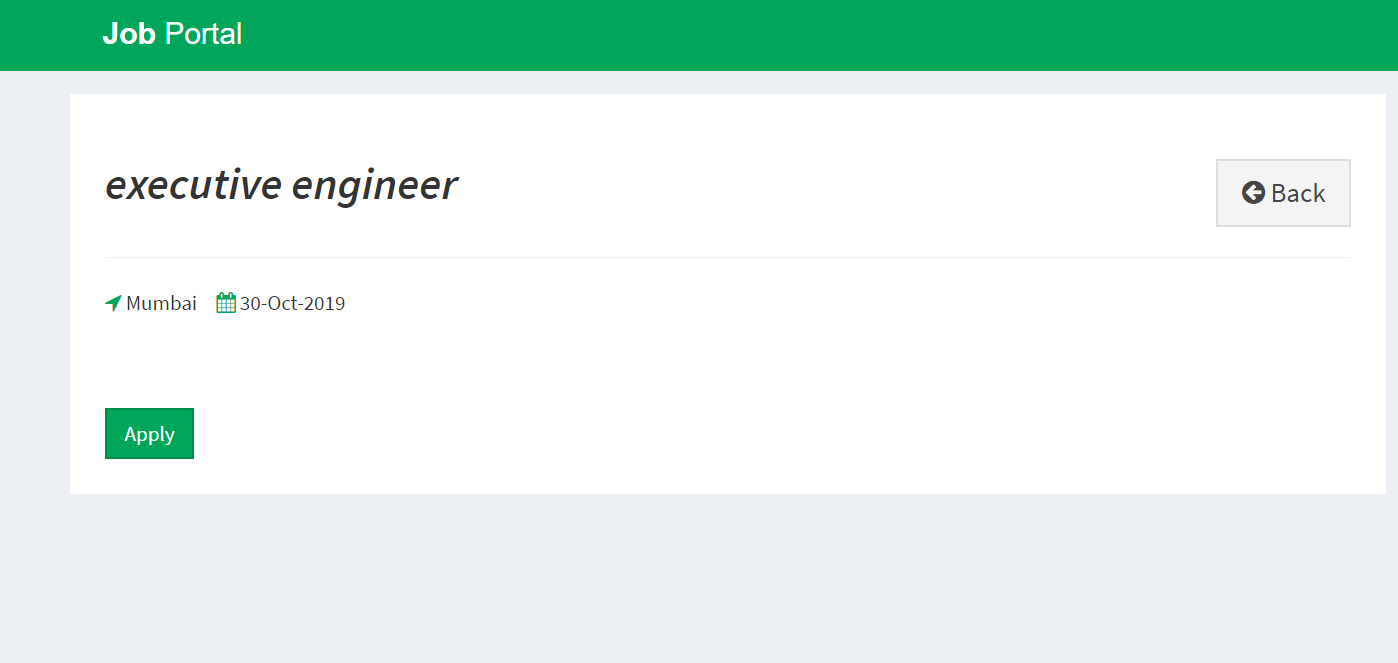 Job Portal
executive engineer
Back
Mumbai 30-Oct-2019
Apply